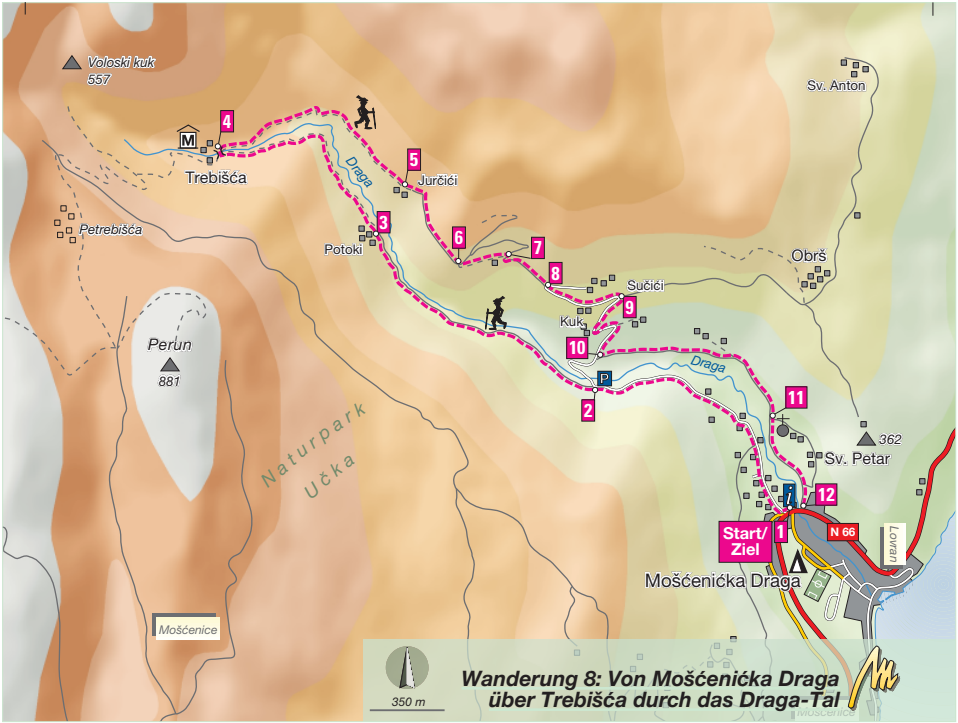 Voloski kuk
557
Sv. Anton
4
M
Trebišća
Draga
5
Jurčići
3
Petrebišća
Potoki
6
7
8
Obrš
Sučići
9
Kuk
10
Perun
881
P
Draga
2
11
362
Sv. Petar
Naturpark
Učka
i
12
1
Start/
Ziel
N 66
Lovran
Mošćenićka Draga
Mošćenice
350 m
Wanderung 8: Von Mošćenićka Draga
über Trebišća durch das Draga-Tal
Mošćenice